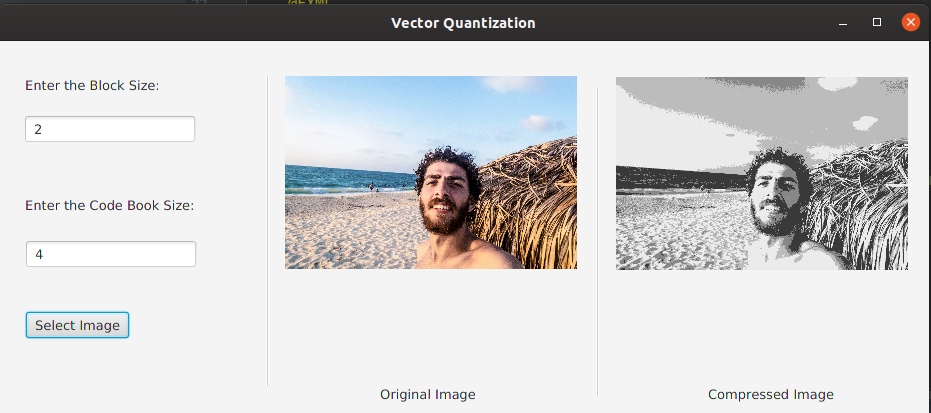 Vector Quantization
Enter the Block Size:
2
Enter the Code Book Size:
4
Select Image
Original Image
Compressed Image